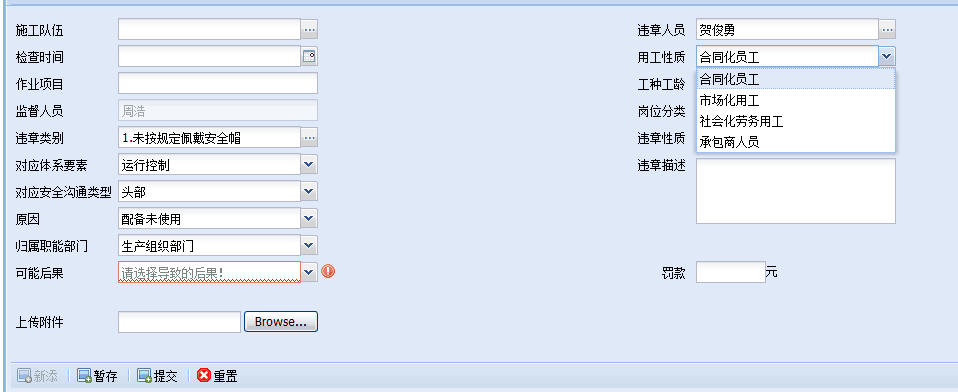 施工队伍
违章人员 贺俊勇
检查时间
用工性质 合同化员工
作业项目
工种工龄 合同化员工
市场化用工
监督人员 周浩
岗位分类
社会化劳务用工
违章类别 1.未按规定佩戴安全帽
违章性质 承包商人员
对应体系要素 运行控制
违章描述
对应安全沟通类型 头部
原因 配备未使用
归属职能部门 生产组织部门
可能后果 请选择导致的后果!
罚款 元
上传附件 Browse...
新添 暂存 提交 重置